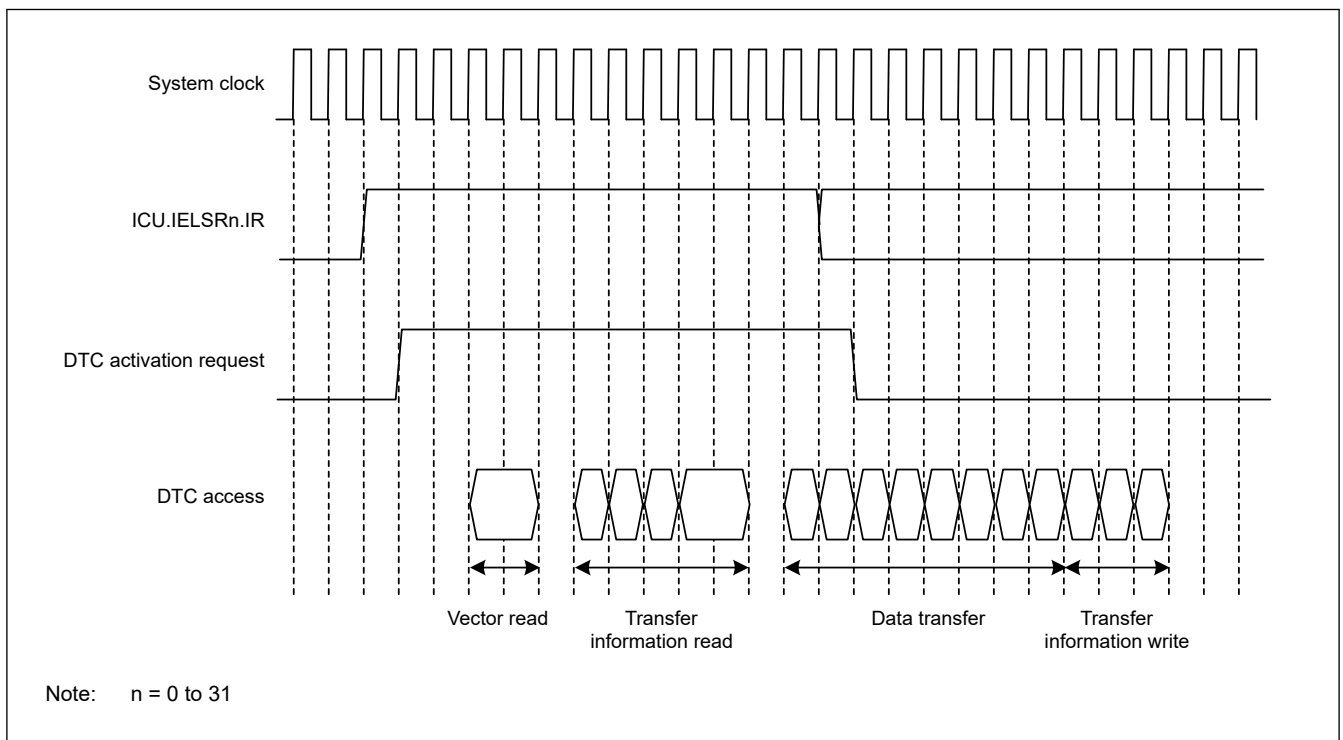 System clock
ICU.IELSRn.IR
DTC activation request
DTC access
Vector read
Transfer
information read
Data transfer
Transfer
information write
Note: n = 0 to 31